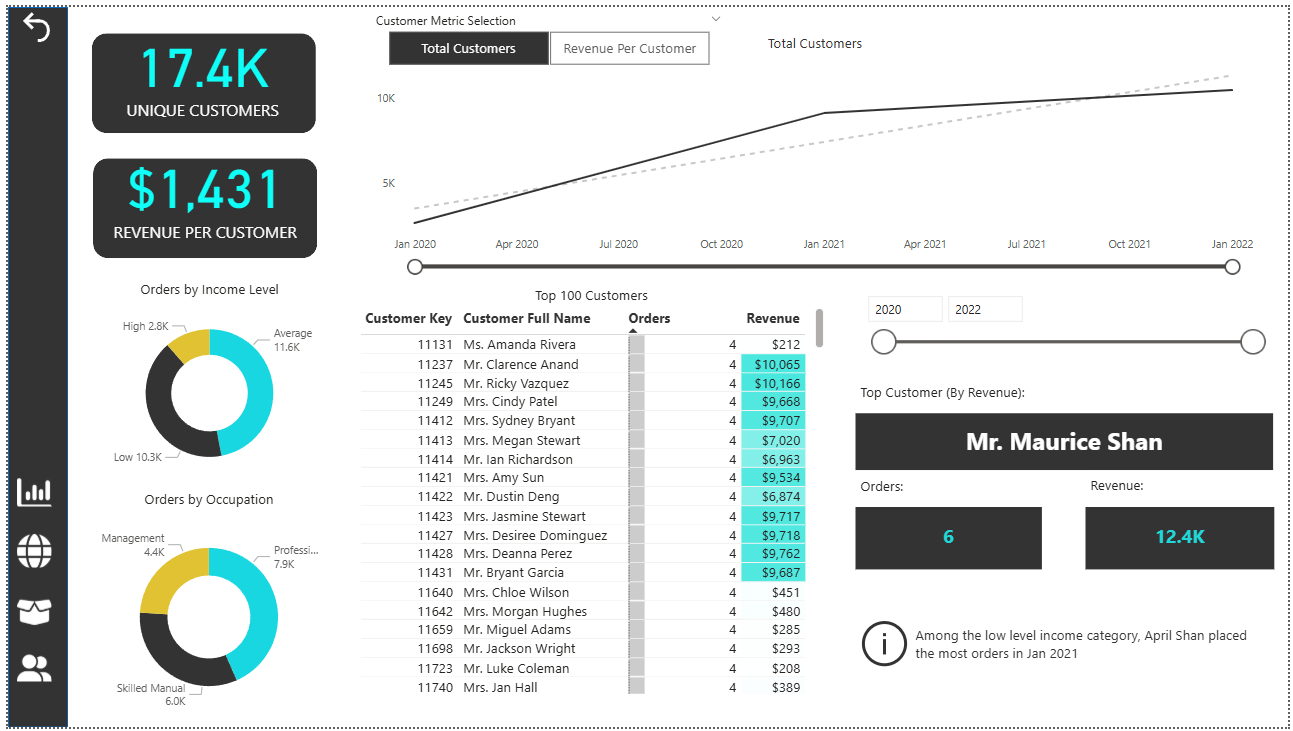 17.4K
UNIQUE CUSTOMERS
$1,431
REVENUE PER CUSTOMER
Customer Metric Selection
Total Customers
Revenue Per Customer
Total Customers
10K
5K
Jan 2020 Apr 2020 Jul 2020 Oct 2020 Jan 2021 Apr 2021 Jul 2021 Oct 2021 Jan 2022
Orders by Income Level
High 2.8K
Average
11.6K
Low 10.3K
Orders by Occupation
Management
4.4K
Professi...
7.9K
Skilled Manual
6.0K
Top 100 Customers
Customer Key Customer Full Name Orders Revenue
11131 Ms. Amanda Rivera 4 $212
11237 Mr. Clarence Anand 4 $10,065
11245 Mr. Ricky Vazquez 4 $10,166
11249 Mrs. Cindy Patel 4 $9,668
11412 Mrs. Sydney Bryant 4 $9,707
11413 Mrs. Megan Stewart 4 $7,020
11414 Mr. Ian Richardson 4 $6,963
11421 Mrs. Amy Sun 4 $9,534
11422 Mr. Dustin Deng 4 $6,874
11423 Mrs. Jasmine Stewart 4 $9,717
11427 Mrs. Desiree Dominguez 4 $9,718
11428 Mrs. Deanna Perez 4 $9,762
11431 Mr. Bryant Garcia 4 $9,687
11640 Mrs. Chloe Wilson 4 $451
11642 Mrs. Morgan Hughes 4 $480
11659 Mr. Miguel Adams 4 $285
11698 Mr. Jackson Wright 4 $293
11723 Mr. Luke Coleman 4 $208
11740 Mrs. Jan Hall 4 $389
2020 2022
Top Customer (By Revenue):
Mr. Maurice Shan
Orders:
Revenue:
6
12.4K
Among the low level income category, April Shan placed
the most orders in Jan 2021